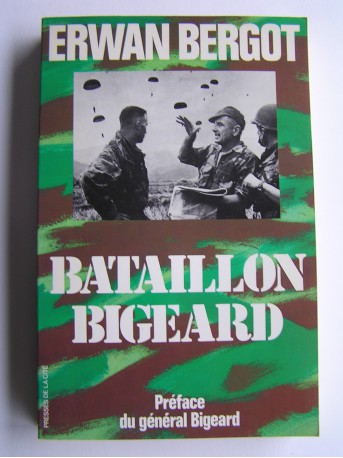 ERWAN BERGOT
BATAILLON
BIGEARD
Préface
du général Bigeard
PRESSES DE LA CITÉ